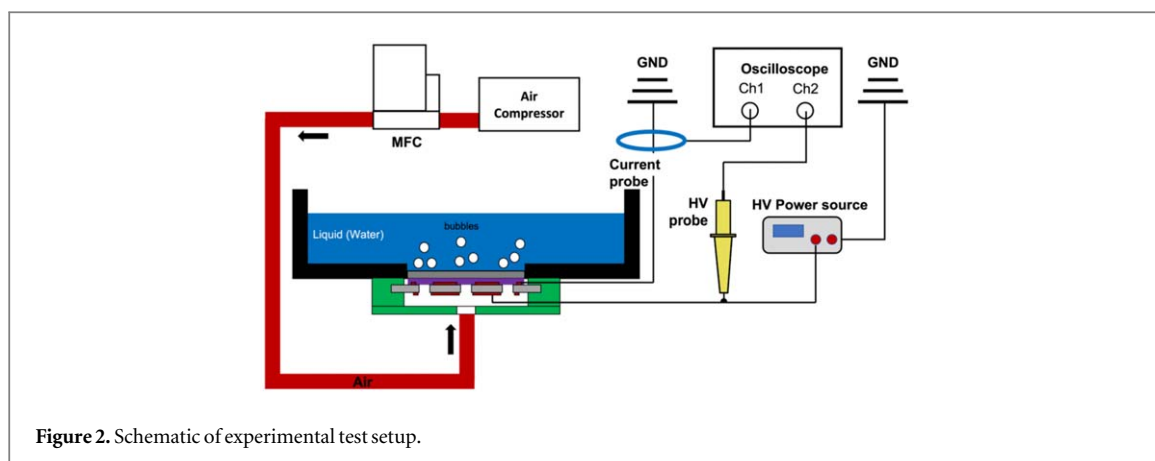 GND
Oscilloscope
Ch1 Ch2
GND
Air
Compressor
MFC
Current
probe
HV
probe
HV Power source
bubbles
Liquid (Water)
Air
Figure 2. Schematic of experimental test setup.